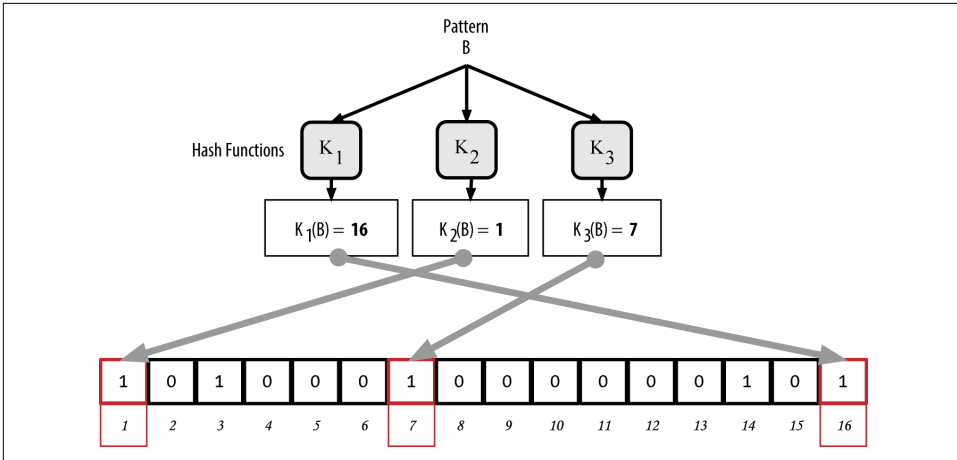 Pattern
B
Hash Functions
K1 K2 K3
K1(B) = 16 K2(B) = 1 K3(B) = 7
1 0 1 0 0 0 1 0 0 0 0 0 0 1 0 1
1 2 3 4 5 6 7 8 9 10 11 12 13 14 15 16